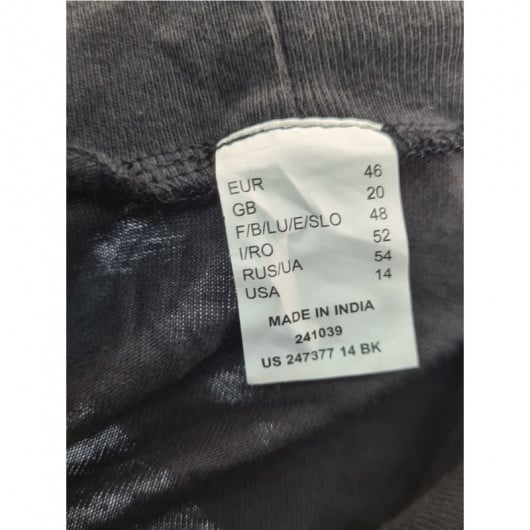 EUR 46
GB 20
F/B/LU/E/SLO 48
I/RO 52
RUS/UA 54
USA 14
MADE IN INDIA
241039
US 247377 14 BK